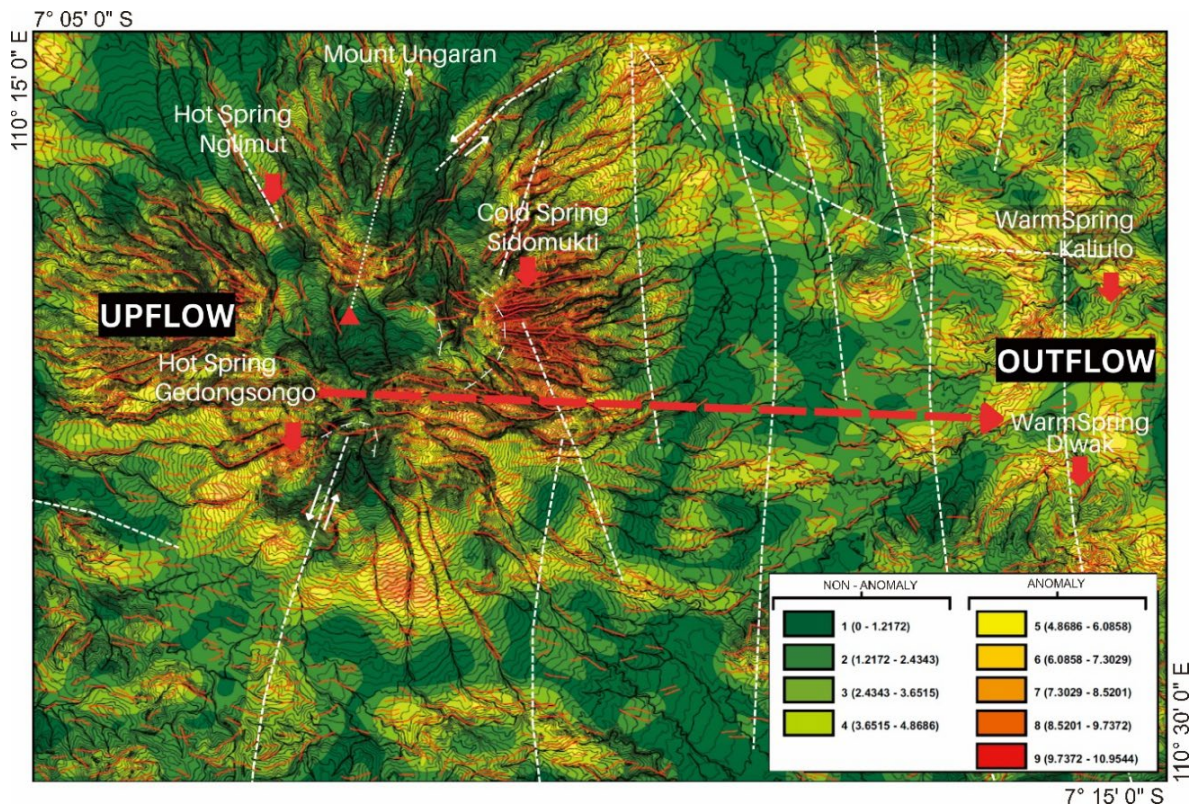 7° 05' 0" S
110° 15' 0" E
Mount Ungaran
Hot Spring
Nglimut
Cold Spring
Sidomukti
WarmSpring
Kaliulo
UPFLOW
OUTFLOW
Hot Spring
Gedongsongo
WarmSpring
Diwak
NON - ANOMALY
1 (0 - 1.2172)
2 (1.2172 - 2.4343)
3 (2.4343 - 3.6515)
4 (3.6515 - 4.8686)
ANOMALY
5 (4.8686 - 6.0858)
6 (6.0858 - 7.3029)
7 (7.3029 - 8.5201)
8 (8.5201 - 9.7372)
9 (9.7372 - 10.9544)
110° 30' 0" E
7° 15' 0" S